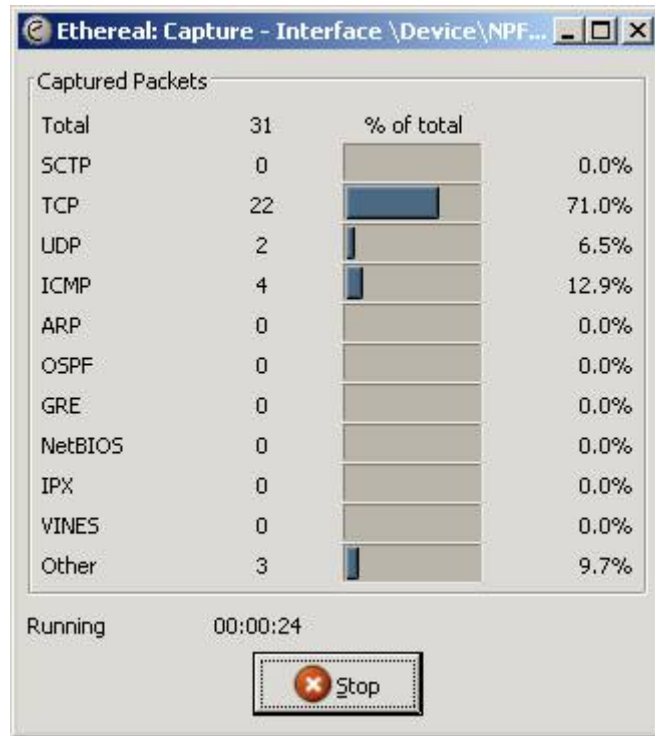 Ethereal: Capture - Interface \Device\NPF...
Captured Packets
Total 31 % of total
SCTP 0 0.0%
TCP 22 71.0%
UDP 2 6.5%
ICMP 4 12.9%
ARP 0 0.0%
OSPF 0 0.0%
GRE 0 0.0%
NetBIOS 0 0.0%
IPX 0 0.0%
VINES 0 0.0%
Other 3 9.7%
Running 00:00:24
Stop